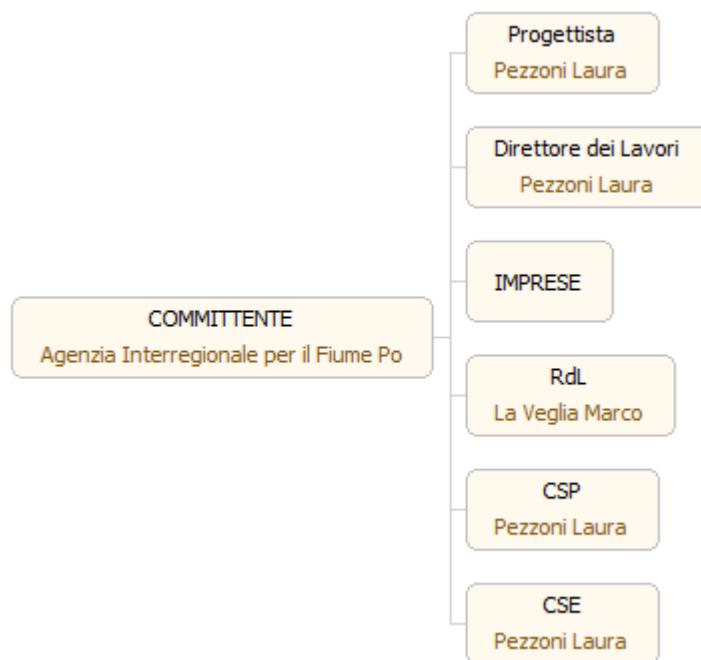 Progettista
Pezzoni Laura
Direttore dei Lavori
Pezzoni Laura
IMPRESE
COMMITTENTE
Agenzia Interregionale per il Fiume Po
RdL
La Veglia Marco
CSP
Pezzoni Laura
CSE
Pezzoni Laura